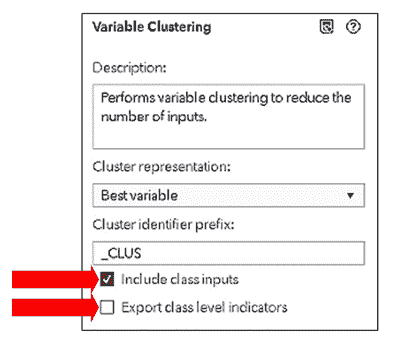 Variable Clustering
Description:
Performs variable clustering to reduce the
number of inputs.
Cluster representation:
Best variable
Cluster identifier prefix:
_CLUS
Include class inputs
Export class level indicators